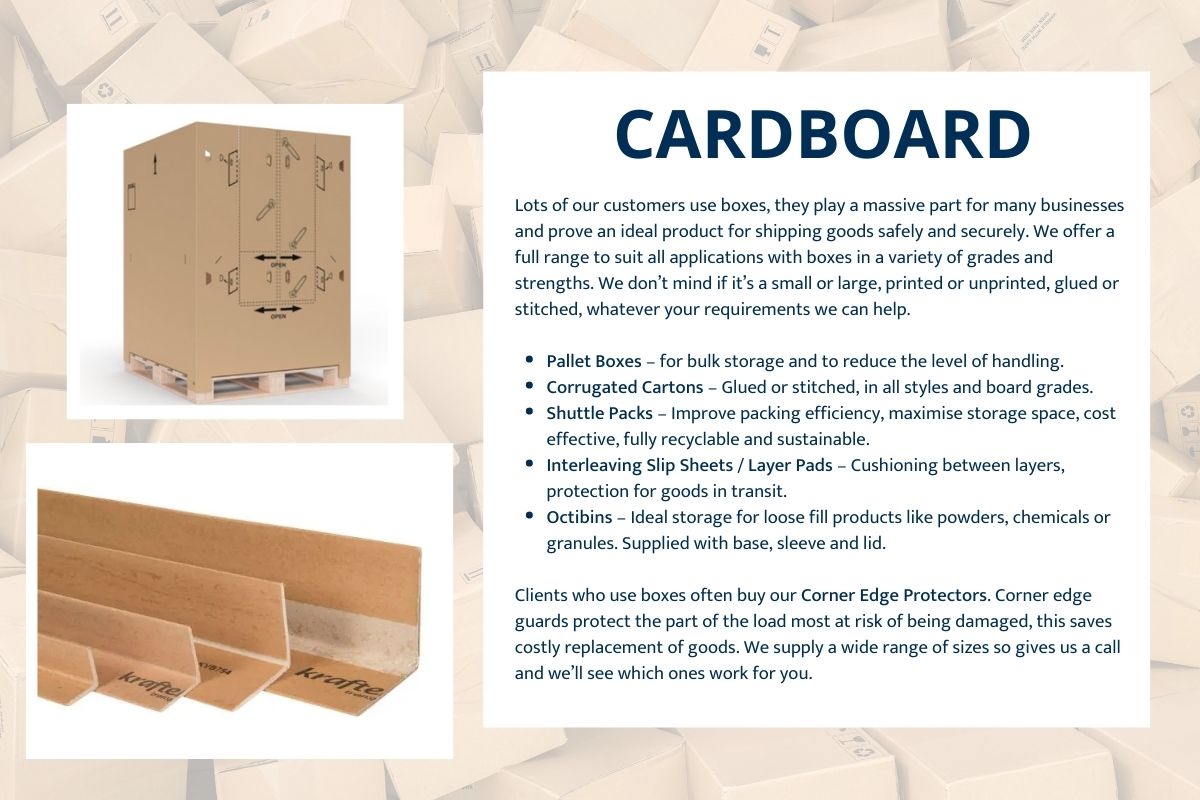 CARDBOARD
Lots of our customers use boxes, they play a massive part for many businesses
and prove an ideal product for shipping goods safely and securely. We offer a
full range to suit all applications with boxes in a variety of grades and
strengths. We don’t mind if it’s a small or large, printed or unprinted, glued or
stitched, whatever your requirements we can help.
• Pallet Boxes – for bulk storage and to reduce the level of handling.
• Corrugated Cartons – Glued or stitched, in all styles and board grades.
• Shuttle Packs – Improve packing efficiency, maximise storage space, cost
effective, fully recyclable and sustainable.
• Interleaving Slip Sheets / Layer Pads – Cushioning between layers,
protection for goods in transit.
• Octibins – Ideal storage for loose fill products like powders, chemicals or
granules. Supplied with base, sleeve and lid.
Clients who use boxes often buy our Corner Edge Protectors. Corner edge
guards protect the part of the load most at risk of being damaged, this saves
costly replacement of goods. We supply a wide range of sizes so gives us a call
and we’ll see which ones work for you.
OPEN
OPEN
KVB754
krafte
krafte